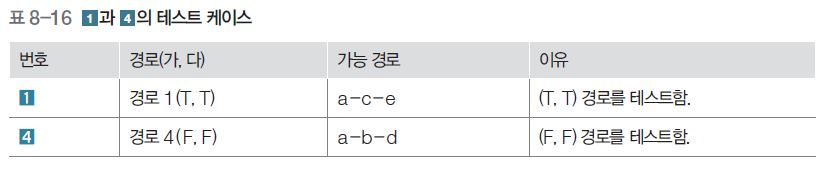 표 8-16 1과 4의 테스트 케이스
번호 경로(가, 다) 가능 경로 이유
1 경로 1(T, T) a-c-e (T, T) 경로를 테스트함.
4 경로 4(F, F) a-b-d (F, F) 경로를 테스트함.